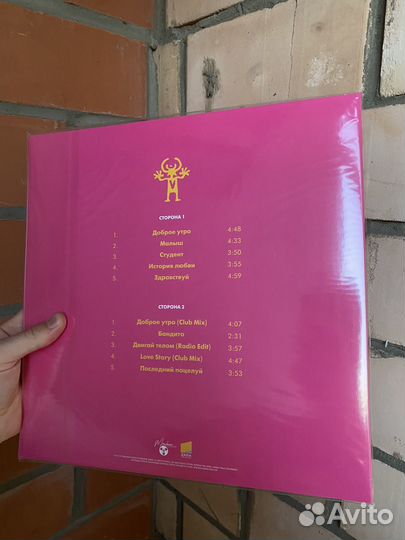 СТОРОНА 1
1. Доброе утро 4:48
2. Малыш 4:33
3. Студент 3:50
4. История любви 3:55
5. Здравствуй 4:59
СТОРОНА 2
1. Доброе утро (Club Mix) 4:07
2. Бандито 2:31
3. Двигай телом (Radio Edit) 3:57
4. Love Story (Club Mix) 4:47
5. Последний поцелуй 3:53
Avito